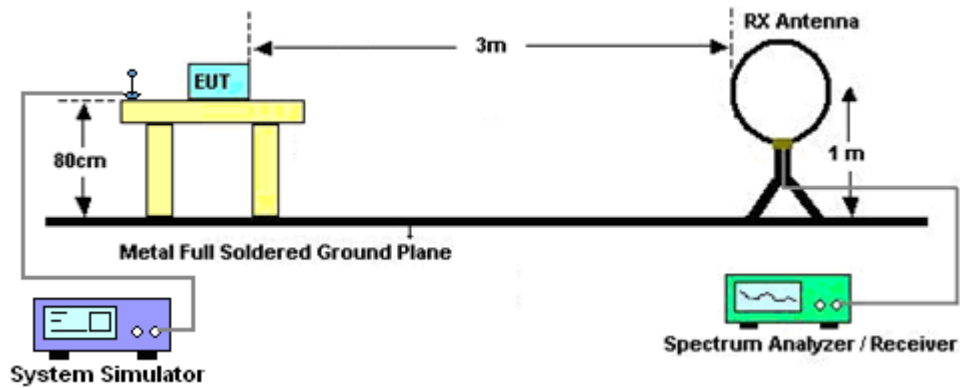 RX Antenna
3m
EUT
80cm
1 m
Metal Full Soldered Ground Plane
Spectrum Analyzer / Receiver
System Simulator